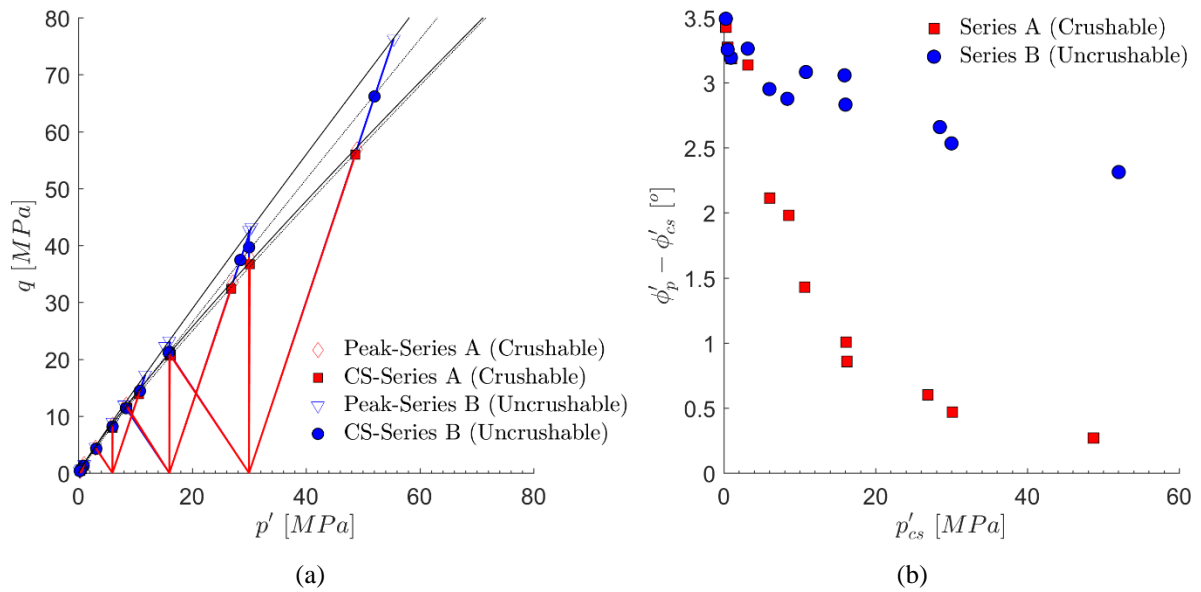 80
70
60
50
40
30
20
10
0
q [MPa]
0 20 40 60 80
p′ [MPa]
Peak-Series A (Crushable)
CS-Series A (Crushable)
Peak-Series B (Uncrushable)
CS-Series B (Uncrushable)
(a)
3.5
3
2.5
2
1.5
1
0.5
0
ϕ′p − ϕ′cs [o]
0 20 40 60
p′cs [MPa]
Series A (Crushable)
Series B (Uncrushable)
(b)